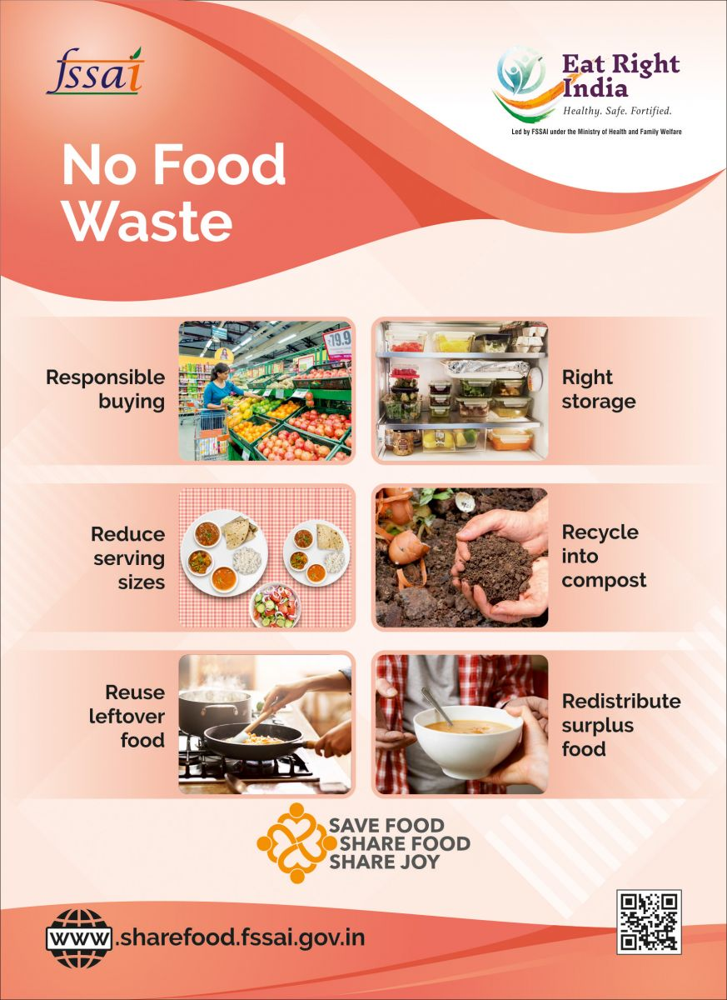 fssai
Eat Right
India
Healthy. Safe. Fortified.
Led by FSSAI under the Ministry of Health and Family Welfare
No Food
Waste
Responsible
buying
₹79.9
Right
storage
Reduce
serving
sizes
Recycle
into
compost
Reuse
leftover
food
Redistribute
surplus
food
SAVE FOOD
SHARE FOOD
SHARE JOY
www.sharefood.fssai.gov.in